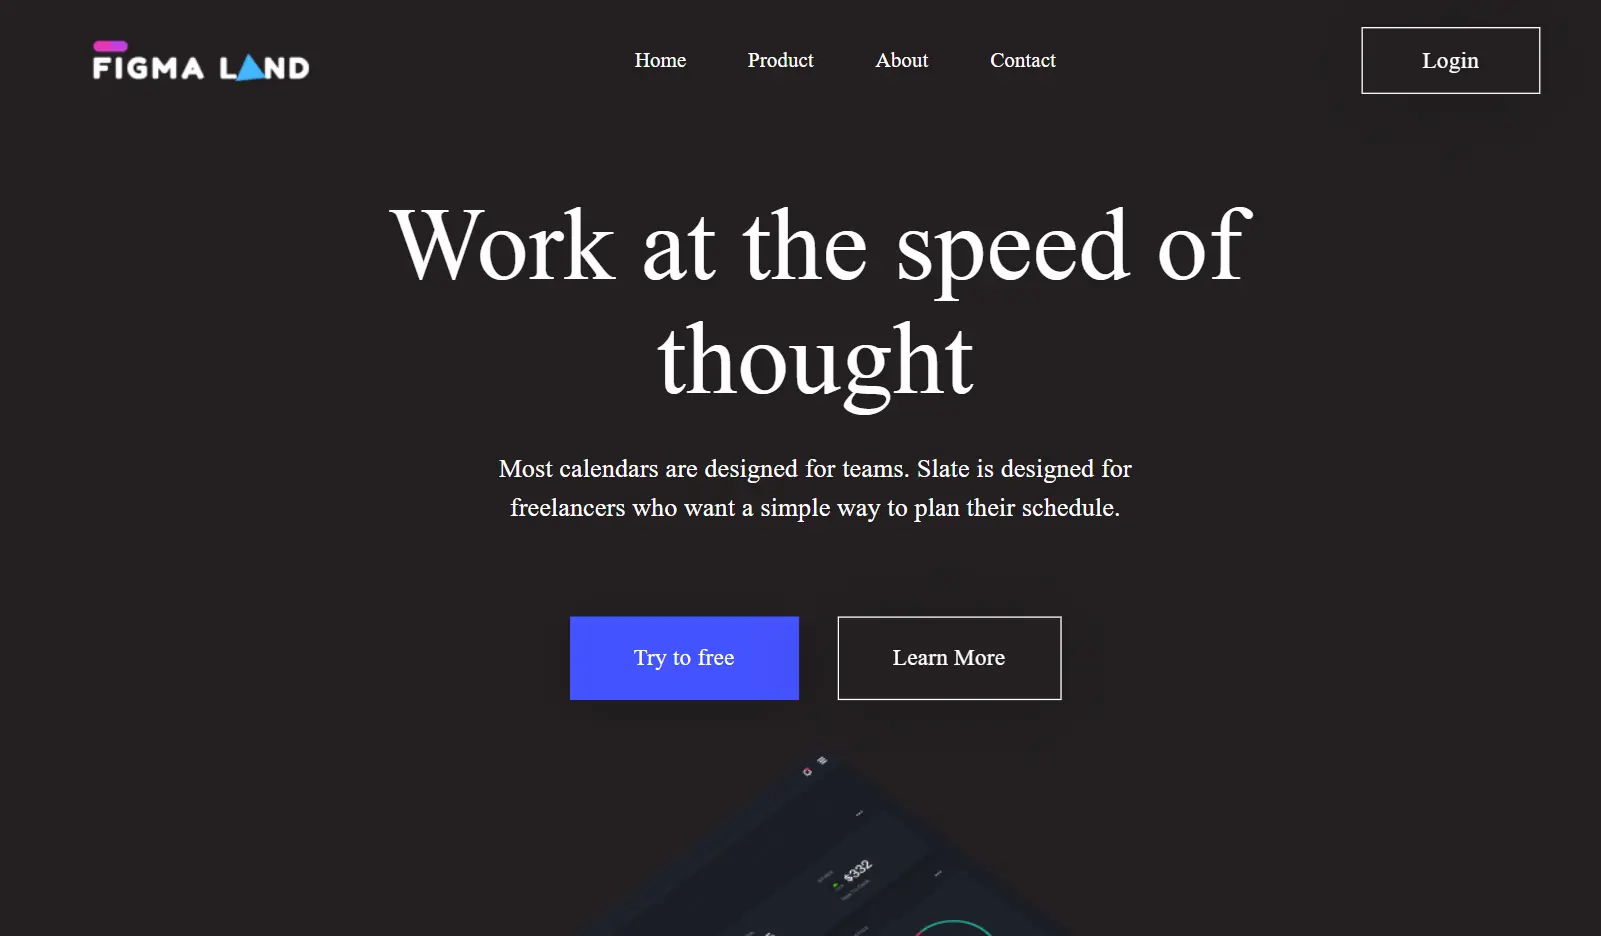 FIGMA LAND
Home Product About Contact
Login
Work at the speed of
thought
Most calendars are designed for teams. Slate is designed for
freelancers who want a simple way to plan their schedule.
Try to free
Learn More
$332